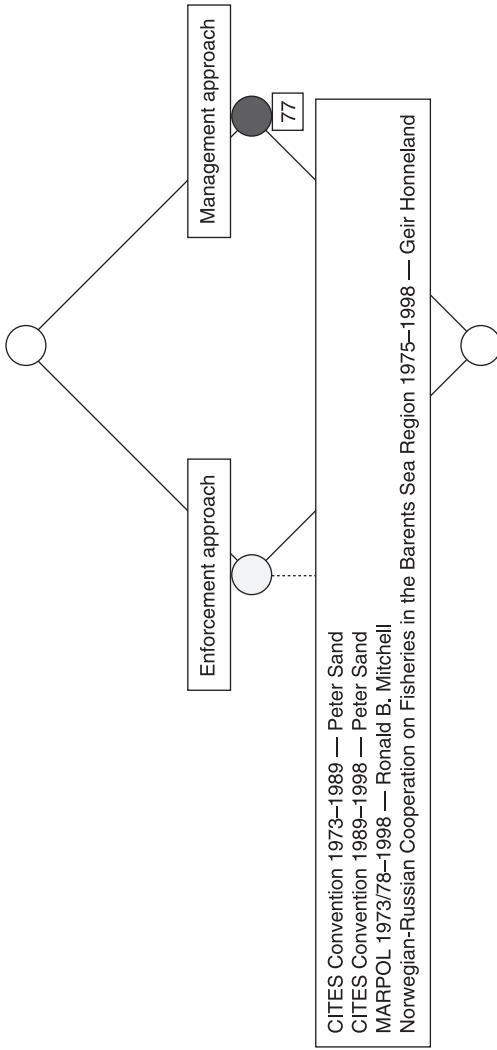 Enforcement approach
Management approach
77
CITES Convention 1973–1989 — Peter Sand
CITES Convention 1989–1998 — Peter Sand
MARPOL 1973/78–1998 — Ronald B. Mitchell
Norwegian-Russian Cooperation on Fisheries in the Barents Sea Region 1975–1998 — Geir Honneland